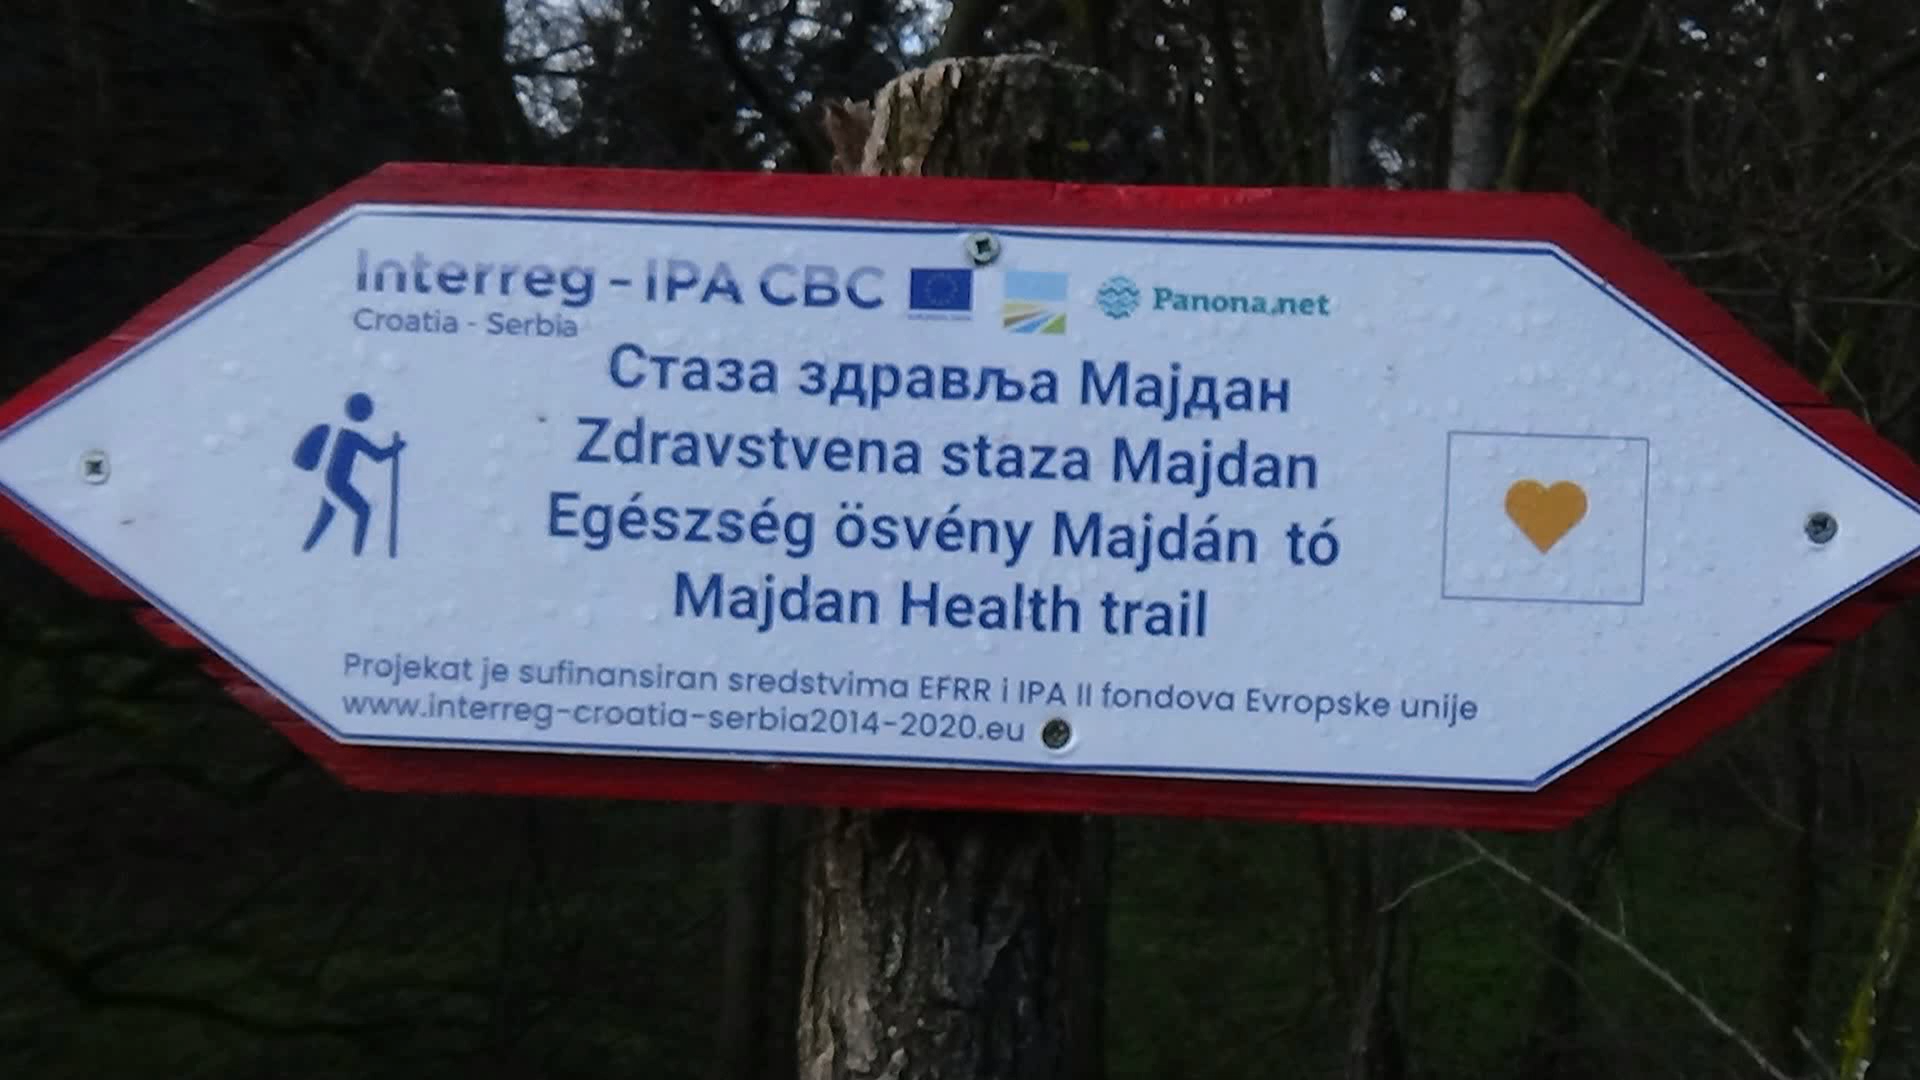 Interreg - IPA CBC
Croatia - Serbia
Panona.net
Стаза здравља Мајдан
Zdravstvena staza Majdan
Egészség ösvény Majdán tó
Majdan Health trail
Projekat je sufinansiran sredstvima EFRR i IPA II fondova Evropske unije
www.interreg-croatia-serbia2014-2020.eu